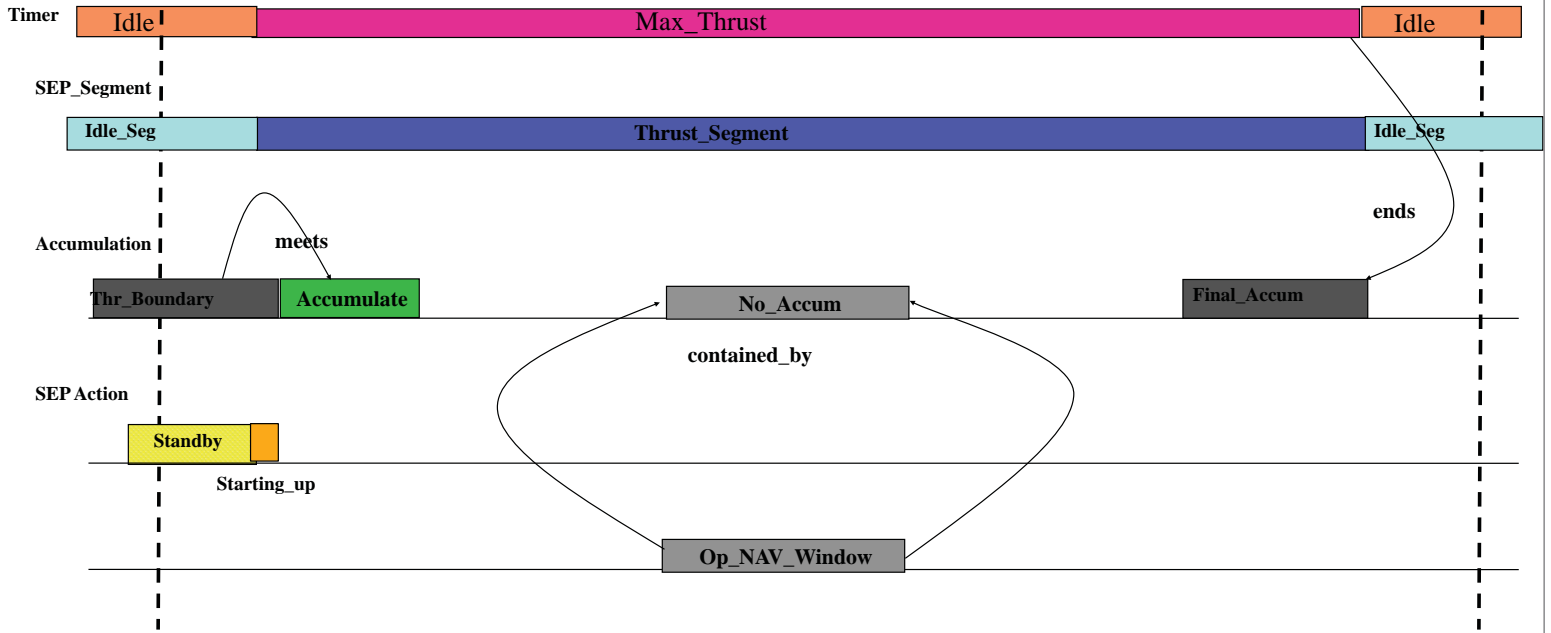 Timer
Idle
Max_Thrust
Idle
SEP_Segment
Idle_Seg
Thrust_Segment
Idle_Seg
ends
Accumulation
meets
Thr_Boundary
Accumulate
No_Accum
Final_Accum
contained_by
SEP Action
Standby
Starting_up
Op_NAV_Window